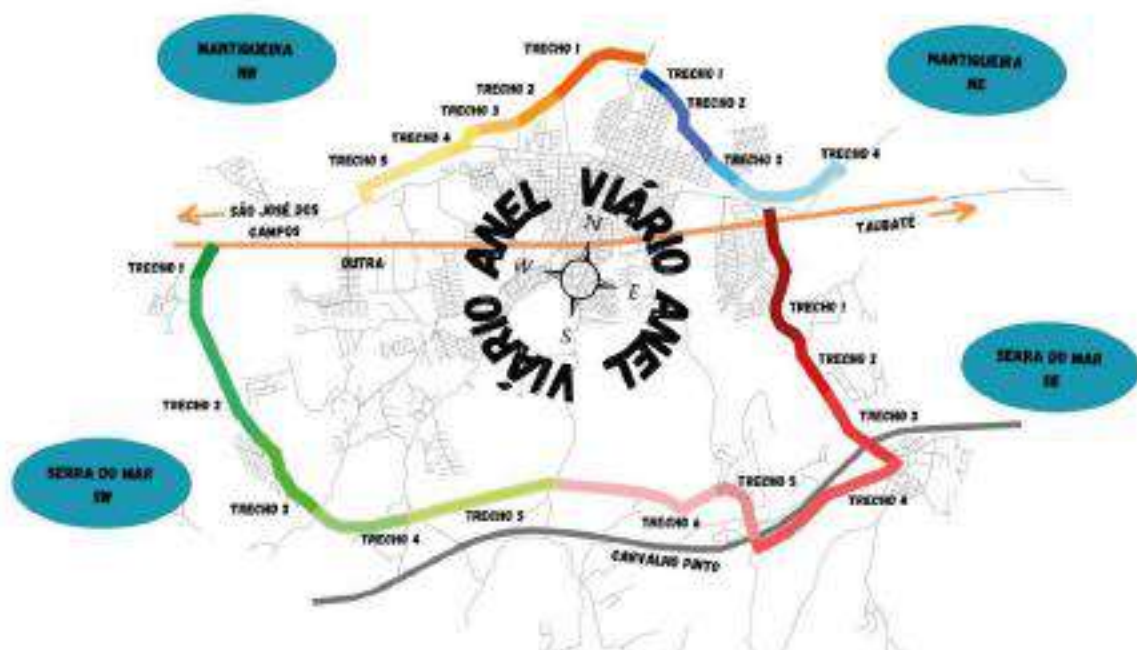 MANTIQUEIRA
NW
MANTIQUEIRA
NE
TRECHO 1
TRECHO 2
TRECHO 3
TRECHO 4
TRECHO 5
TRECHO 1
TRECHO 2
TRECHO 3
TRECHO 4
SÃO JOSÉ DOS
CAMPOS
DUTRA
TAUBATÉ
ANEL VIÁRIO
ANEL VIÁRIO
N
W
E
S
TRECHO 1
TRECHO 2
TRECHO 3
TRECHO 4
TRECHO 5
SERRA DO MAR
SW
TRECHO 1
TRECHO 2
TRECHO 3
TRECHO 4
TRECHO 5
TRECHO 6
SERRA DO MAR
SE
CARVALHO PINTO